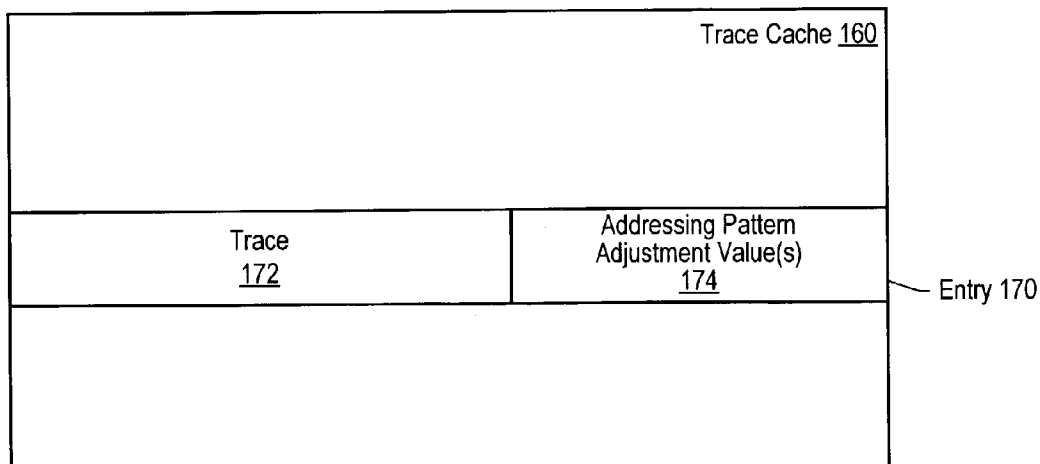 Trace Cache 160
Trace
172
Addressing Pattern
Adjustment Value(s)
174
Entry 170